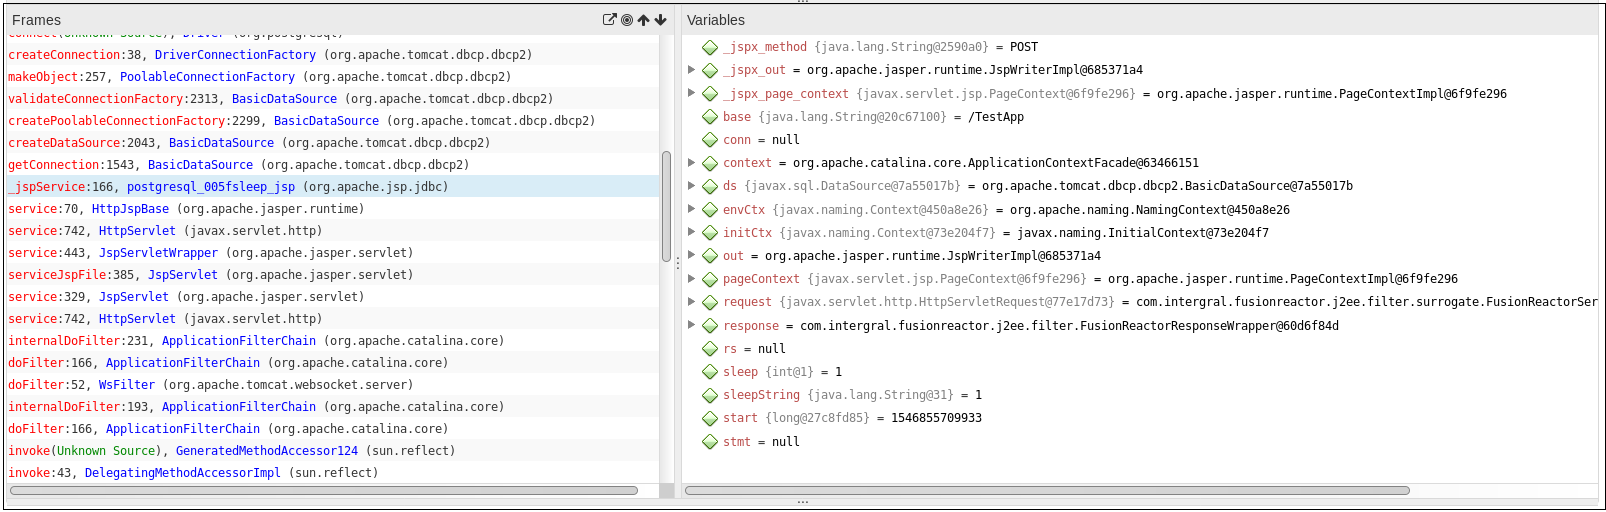 Frames
connect(Unknown Source), Driver (org.postgresql)
createConnection:38, DriverConnectionFactory (org.apache.tomcat.dbcp.dbcp2)
makeObject:257, PoolableConnectionFactory (org.apache.tomcat.dbcp.dbcp2)
validateConnectionFactory:2313, BasicDataSource (org.apache.tomcat.dbcp.dbcp2)
createPoolableConnectionFactory:2299, BasicDataSource (org.apache.tomcat.dbcp.dbcp2)
createDataSource:2043, BasicDataSource (org.apache.tomcat.dbcp.dbcp2)
getConnection:1543, BasicDataSource (org.apache.tomcat.dbcp.dbcp2)
_jspService:166, postgresql_005fsleep_jsp (org.apache.jsp.jdbc)
service:70, HttpJspBase (org.apache.jasper.runtime)
service:742, HttpServlet (javax.servlet.http)
service:443, JspServletWrapper (org.apache.jasper.servlet)
serviceJspFile:385, JspServlet (org.apache.jasper.servlet)
service:329, JspServlet (org.apache.jasper.servlet)
service:742, HttpServlet (javax.servlet.http)
internalDoFilter:231, ApplicationFilterChain (org.apache.catalina.core)
doFilter:166, ApplicationFilterChain (org.apache.catalina.core)
doFilter:52, WsFilter (org.apache.tomcat.websocket.server)
internalDoFilter:193, ApplicationFilterChain (org.apache.catalina.core)
doFilter:166, ApplicationFilterChain (org.apache.catalina.core)
invoke(Unknown Source), GeneratedMethodAccessor124 (sun.reflect)
invoke:43, DelegatingMethodAccessorImpl (sun.reflect)
Variables
_jspx_method {java.lang.String@2590a0} = POST
_jspx_out = org.apache.jasper.runtime.JspWriterImpl@685371a4
_jspx_page_context {javax.servlet.jsp.PageContext@6f9fe296} = org.apache.jasper.runtime.PageContextImpl@6f9fe296
base {java.lang.String@20c67100} = /TestApp
conn = null
context = org.apache.catalina.core.ApplicationContextFacade@63466151
ds {javax.sql.DataSource@7a55017b} = org.apache.tomcat.dbcp.dbcp2.BasicDataSource@7a55017b
envCtx {javax.naming.Context@450a8e26} = org.apache.naming.NamingContext@450a8e26
initCtx {javax.naming.Context@73e204f7} = javax.naming.InitialContext@73e204f7
out = org.apache.jasper.runtime.JspWriterImpl@685371a4
pageContext {javax.servlet.jsp.PageContext@6f9fe296} = org.apache.jasper.runtime.PageContextImpl@6f9fe296
request {javax.servlet.http.HttpServletRequest@77e17d73} = com.intergral.fusionreactor.j2ee.filter.surrogate.FusionReactorSer
response = com.intergral.fusionreactor.j2ee.filter.FusionReactorResponseWrapper@60d6f84d
rs = null
sleep {int@1} = 1
sleepString {java.lang.String@31} = 1
start {long@27c8fd85} = 1546855709933
stmt = null